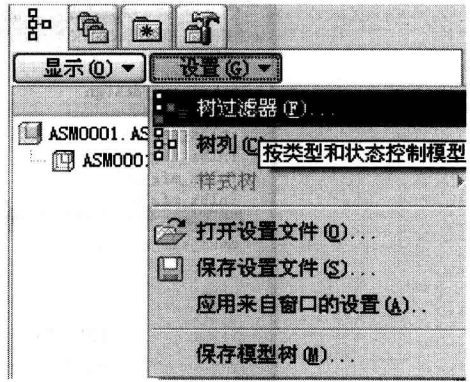 显示(O) 设置(G)
树过滤器(F)...
ASM0001.AS
树列(C)
按类型和状态控制模型
ASM0001
样式树
打开设置文件(O)...
保存设置文件(S)...
应用来自窗口的设置(A)..
保存模型树(M)...